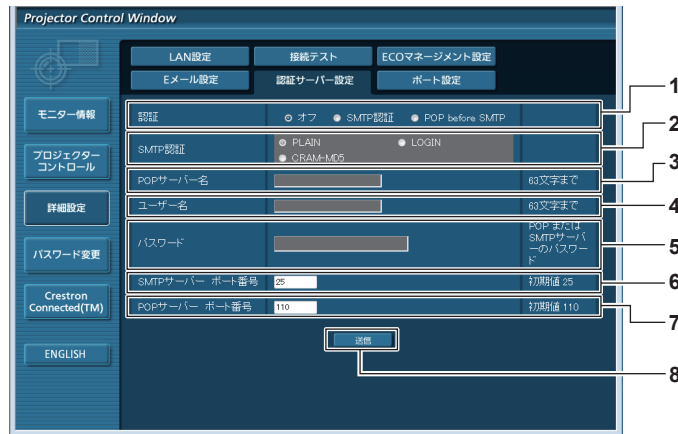 Projector Control Window
LAN設定 接続テスト ECOマネージメント設定
Eメール設定 認証サーバー設定 ポート設定
モニター情報
プロジェクター
コントロール
詳細設定
パスワード変更
Crestron
Connected(TM)
ENGLISH
認証 オフ SMTP認証 POP before SMTP 1
SMTP認証 PLAIN LOGIN 2
CRAM-MD5
POPサーバー名 63文字まで 3
ユーザー名 63文字まで 4
パスワード POP または
SMTPサーバ
ーのパスワー
ド 5
SMTPサーバー ポート番号 25 初期値 25 6
POPサーバー ポート番号 110 初期値 110 7
送信 8